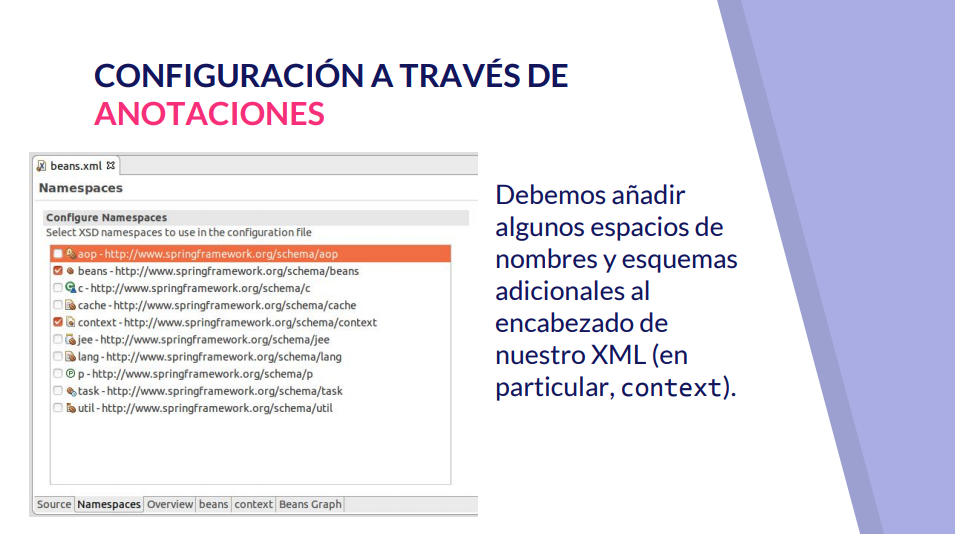 CONFIGURACIÓN A TRAVÉS DE
ANOTACIONES
beans.xml
Namespaces
Configure Namespaces
Select XSD namespaces to use in the configuration file
aop - http://www.springframework.org/schema/aop
beans - http://www.springframework.org/schema/beans
c - http://www.springframework.org/schema/c
cache - http://www.springframework.org/schema/cache
context - http://www.springframework.org/schema/context
jee - http://www.springframework.org/schema/jee
lang - http://www.springframework.org/schema/lang
p - http://www.springframework.org/schema/p
task - http://www.springframework.org/schema/task
util - http://www.springframework.org/schema/util
Source Namespaces Overview beans context Beans Graph
Debemos añadir
algunos espacios de
nombres y esquemas
adicionales al
encabezado de
nuestro XML (en
particular, context).